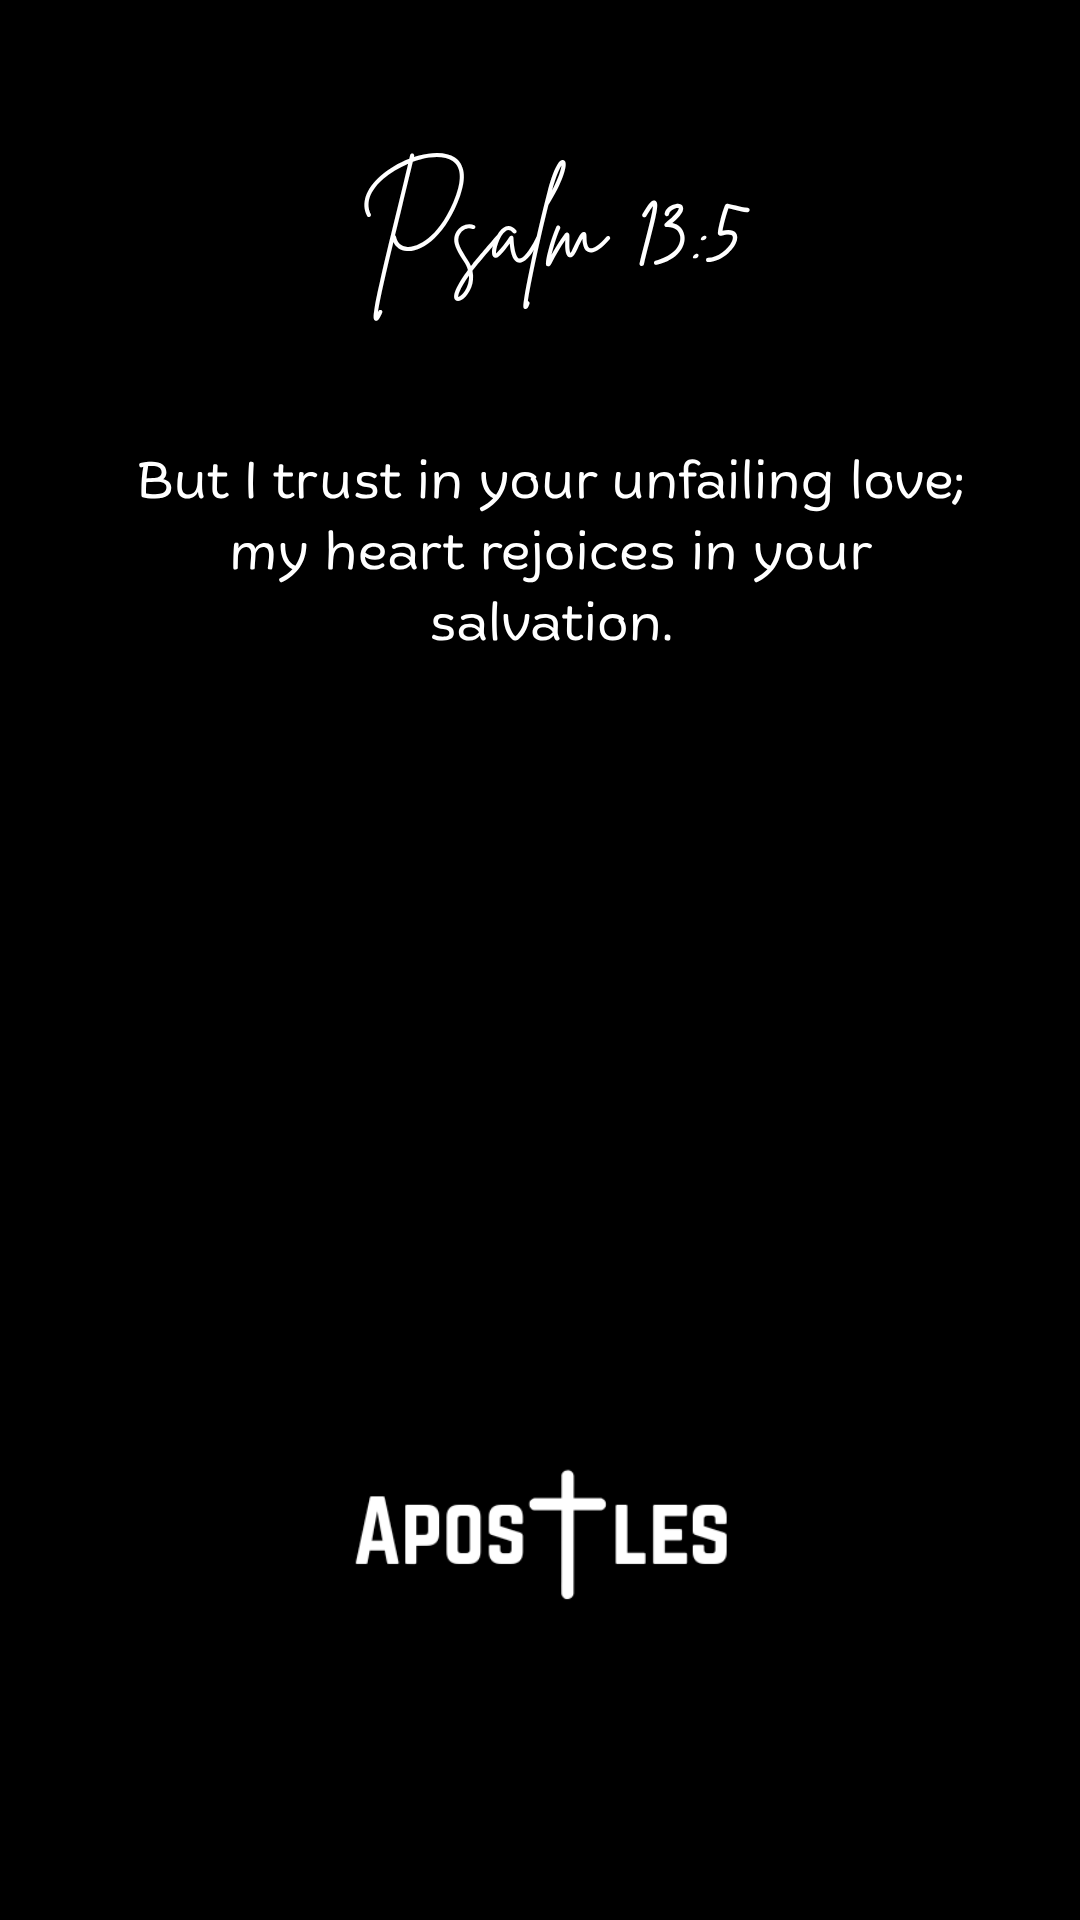 Psalm 13:5
But I trust in your unfailing love;
my heart rejoices in your
salvation.
APOSTLES